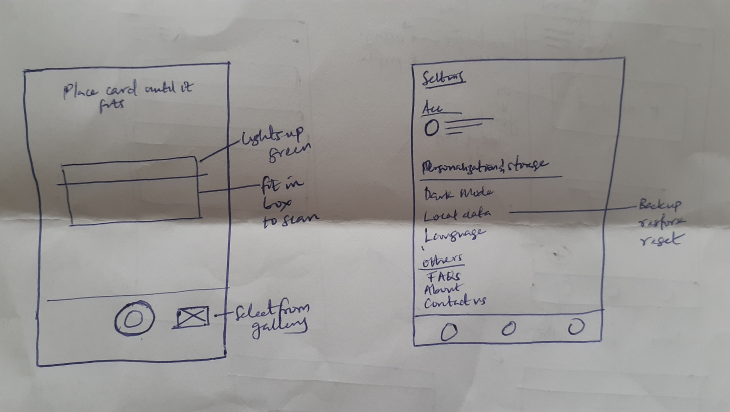 Place card until it
fits
Lights up
green
fit in
box
to scan
Select from
gallery
Settings
Acc
Personalization & storage
Dark Mode
Local data
Language
Others
FAQs
About
Contact us
Backup
restore
reset